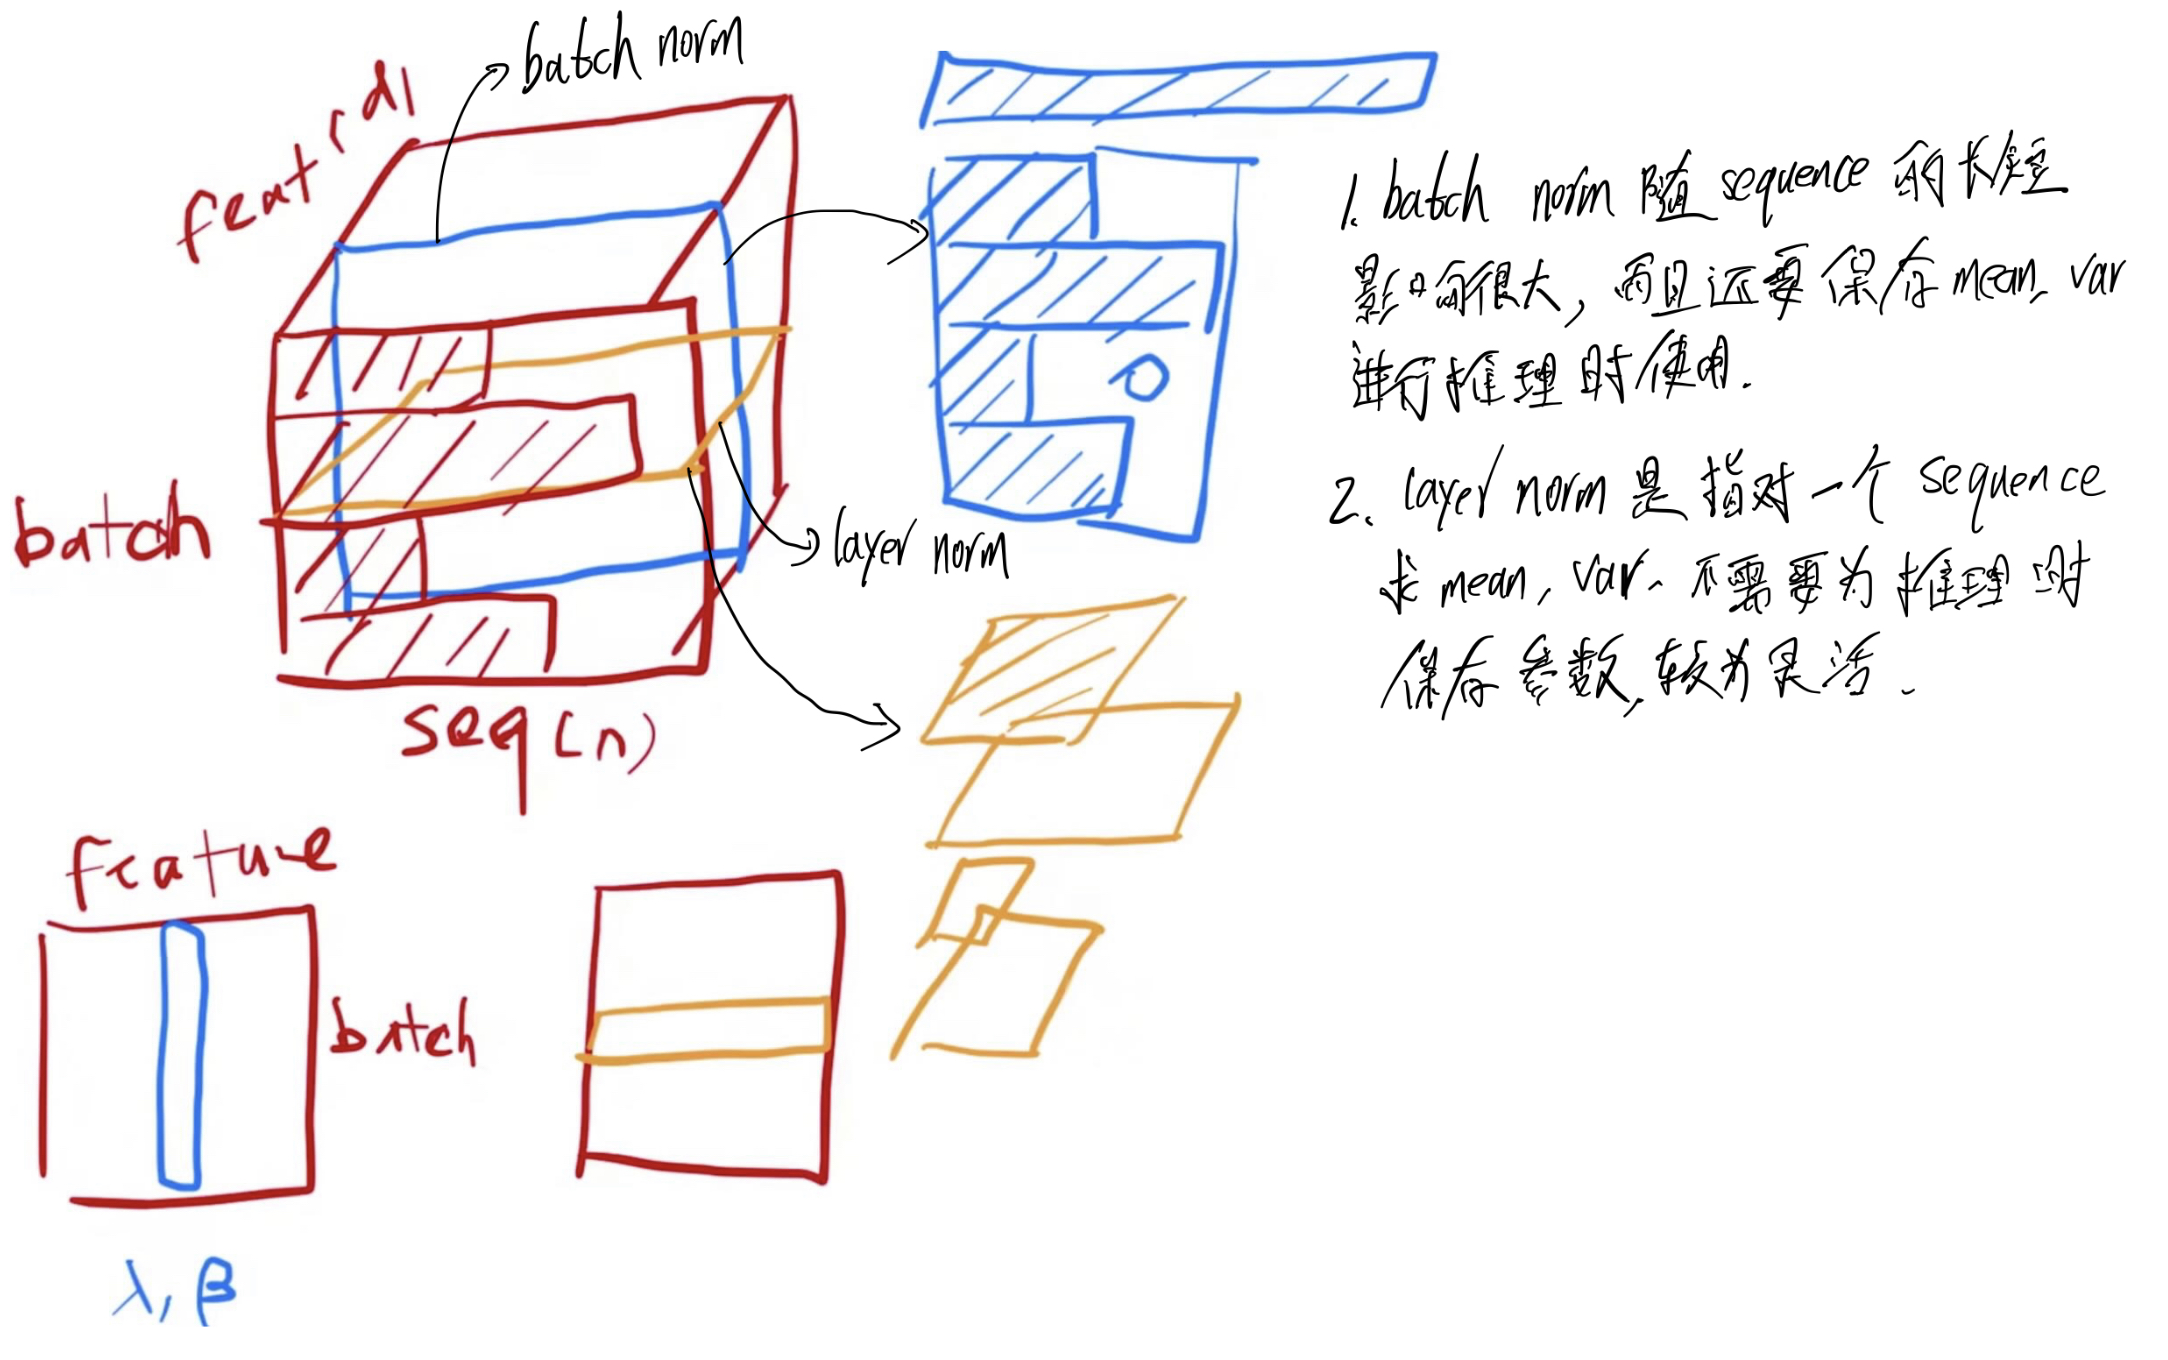 batch norm
feat(d)
batch
seq(n)
layer norm
1. batch norm 随 sequence 的长短
影响很大，而且还要保存 mean, var
进行推理时使用.
2. layer norm 是指对一个 sequence
求 mean, var、不需要为推理时
保存参数, 较为灵活.
feature
batch
λ, β